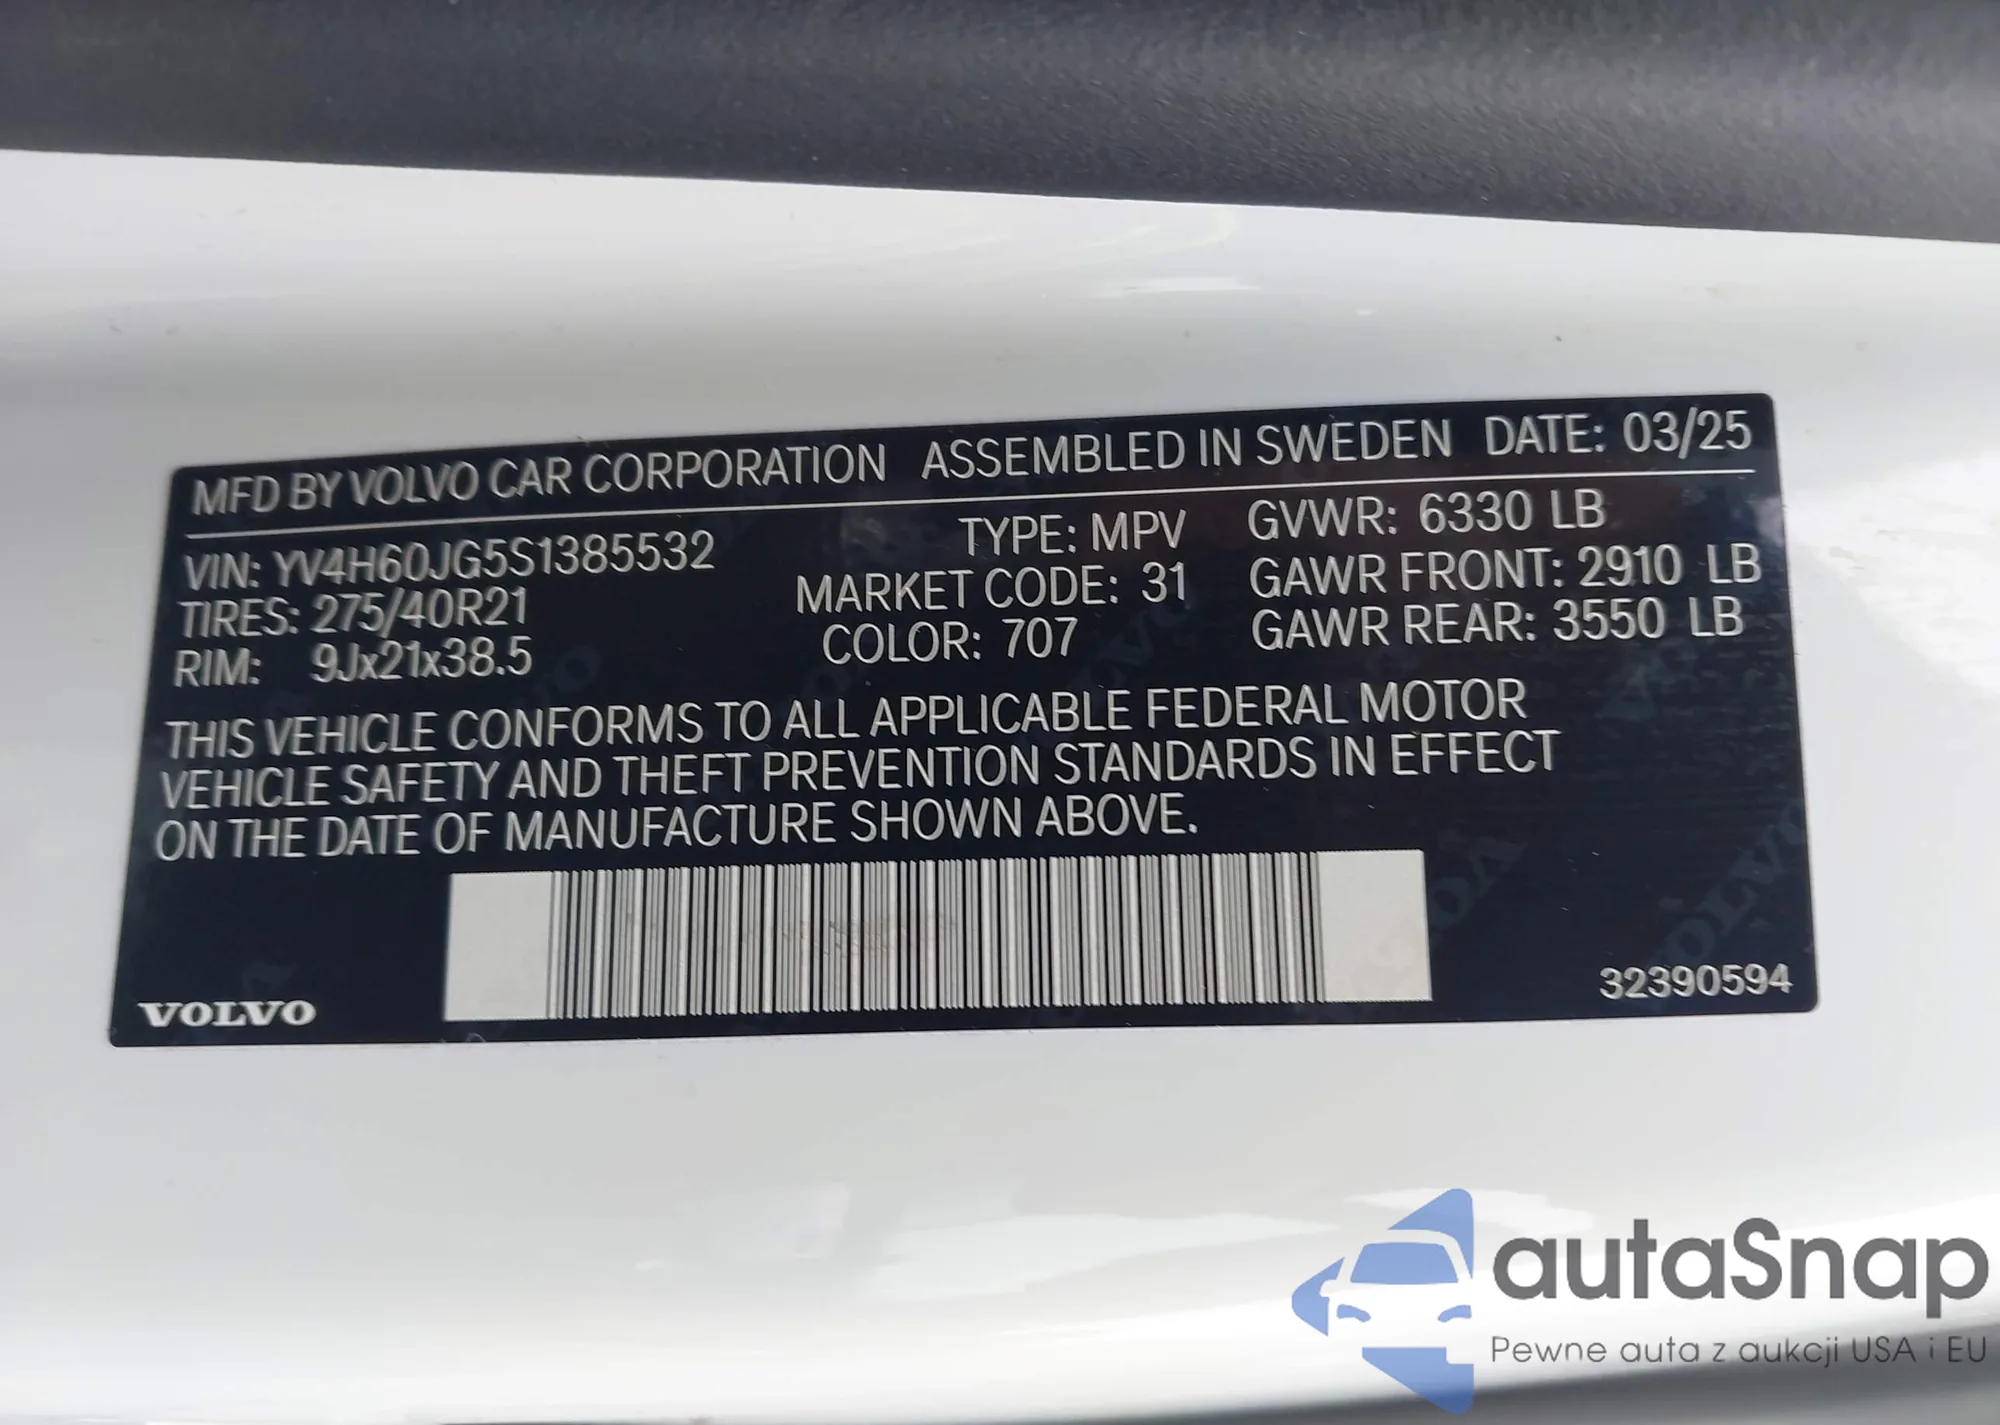 MFD BY VOLVO CAR CORPORATION ASSEMBLED IN SWEDEN DATE: 03/25
VIN: YV4H60JG5S1385532 TYPE: MPV GVWR: 6330 LB
TIRES: 275/40R21 MARKET CODE: 31 GAWR FRONT: 2910 LB
RIM: 9Jx21x38.5 COLOR: 707 GAWR REAR: 3550 LB
THIS VEHICLE CONFORMS TO ALL APPLICABLE FEDERAL MOTOR
VEHICLE SAFETY AND THEFT PREVENTION STANDARDS IN EFFECT
ON THE DATE OF MANUFACTURE SHOWN ABOVE.
VOLVO 32390594
autaSnap
Pewne auta z aukcji USA i EU